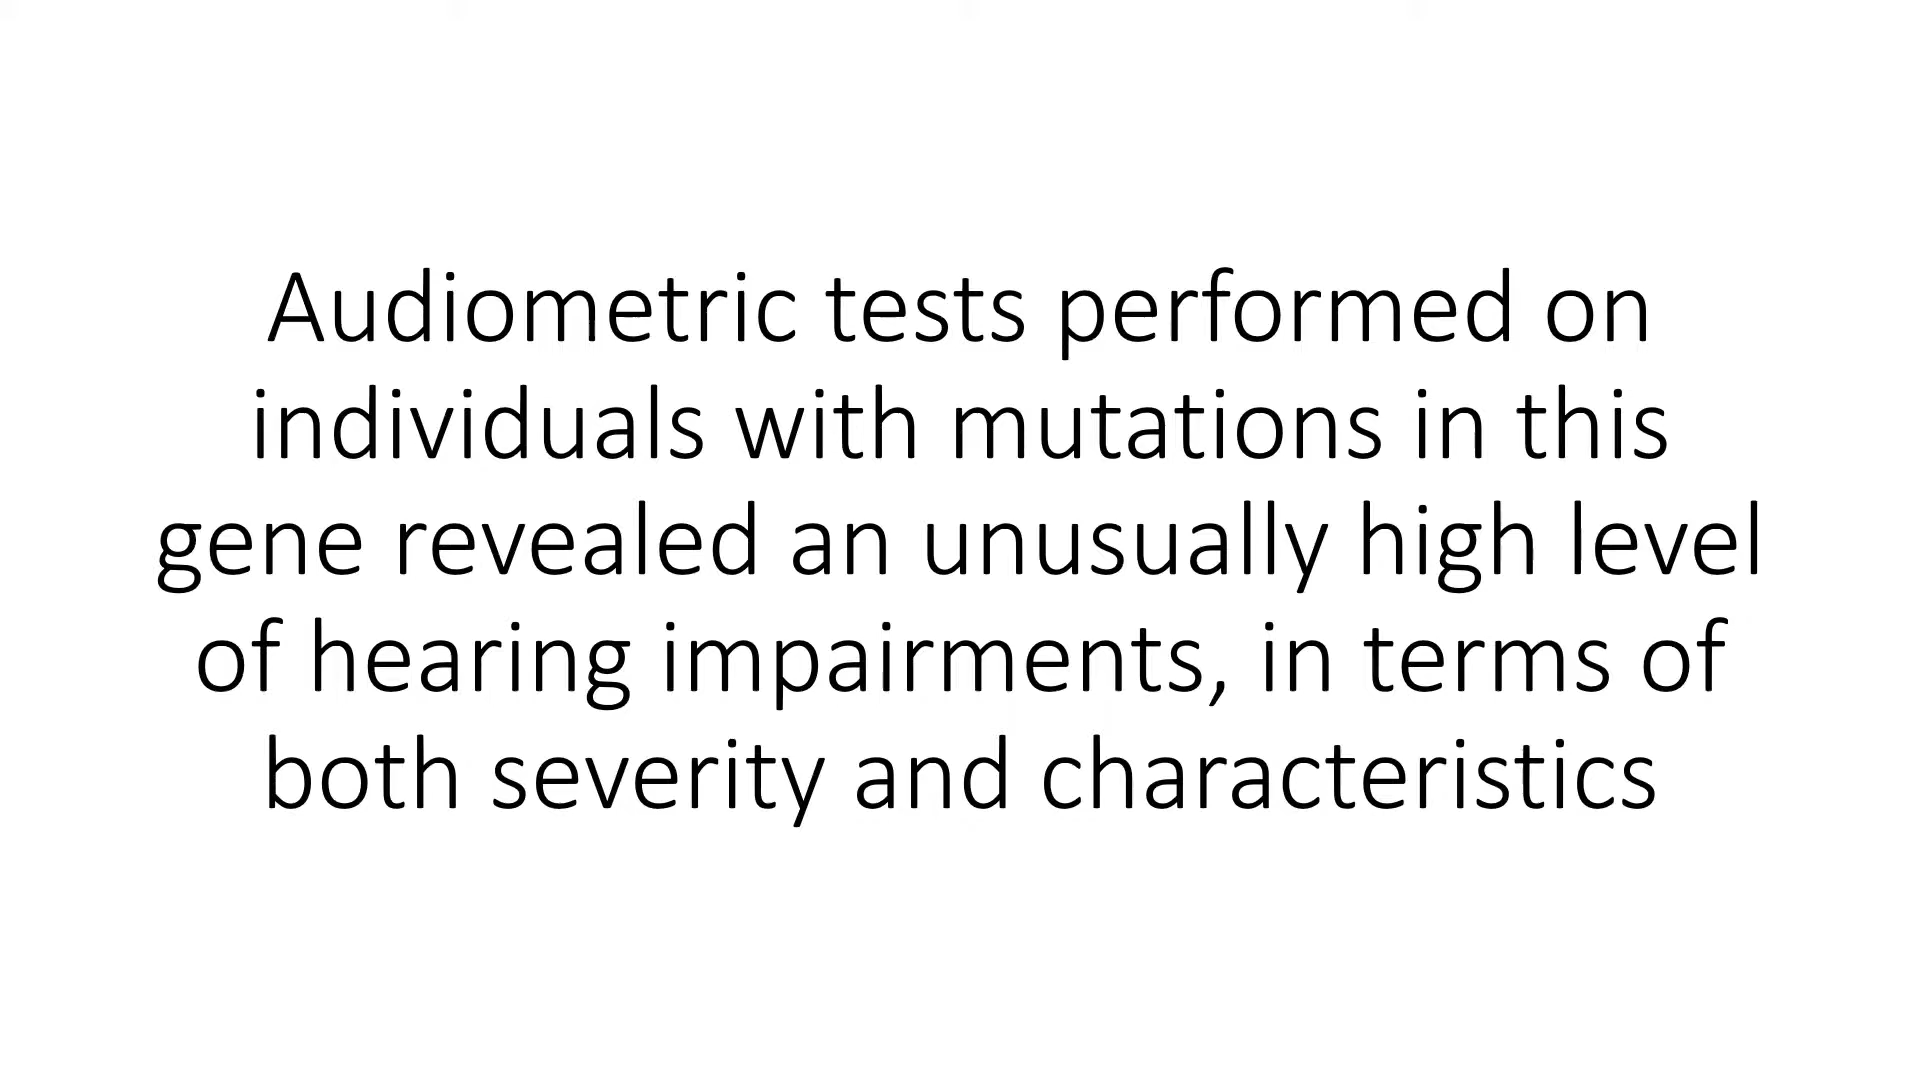 Audiometric tests performed on
individuals with mutations in this
gene revealed an unusually high level
of hearing impairments, in terms of
both severity and characteristics